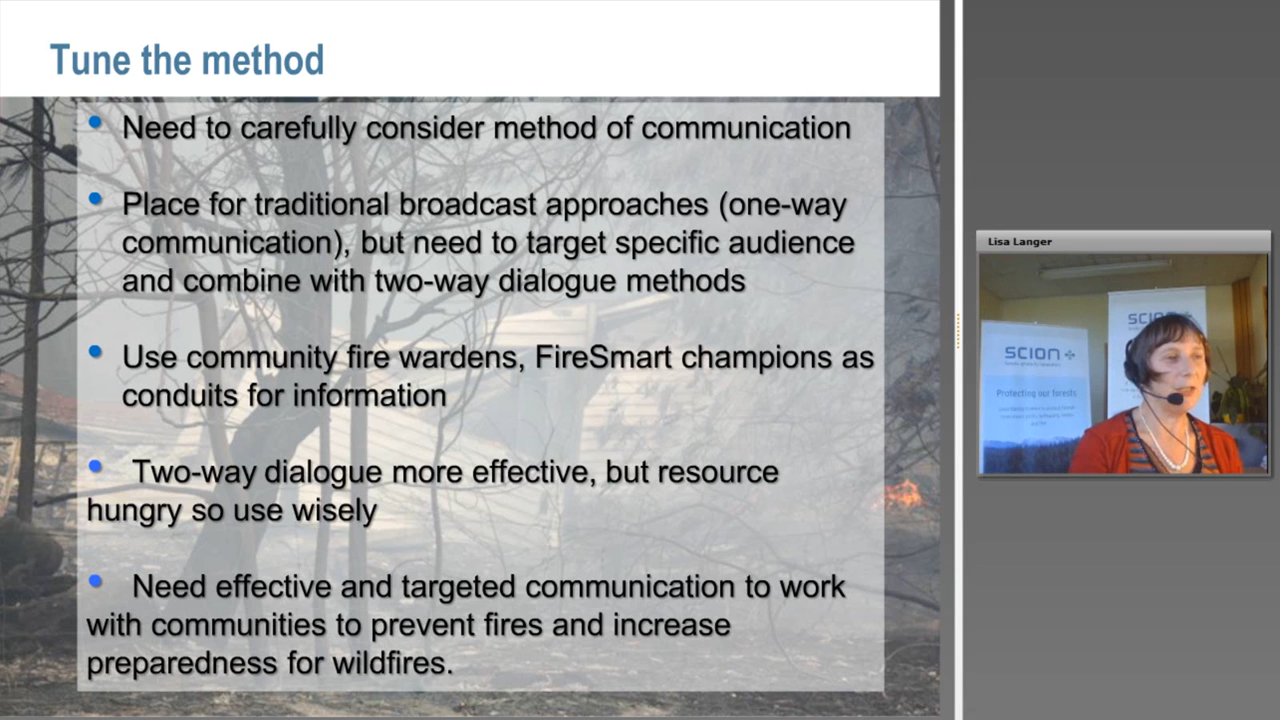 Tune the method
• Need to carefully consider method of communication
• Place for traditional broadcast approaches (one-way
communication), but need to target specific audience
and combine with two-way dialogue methods
• Use community fire wardens, FireSmart champions as
conduits for information
• Two-way dialogue more effective, but resource
hungry so use wisely
• Need effective and targeted communication to work
with communities to prevent fires and increase
preparedness for wildfires.
Lisa Langer
SCION
SCION
Protecting our forests